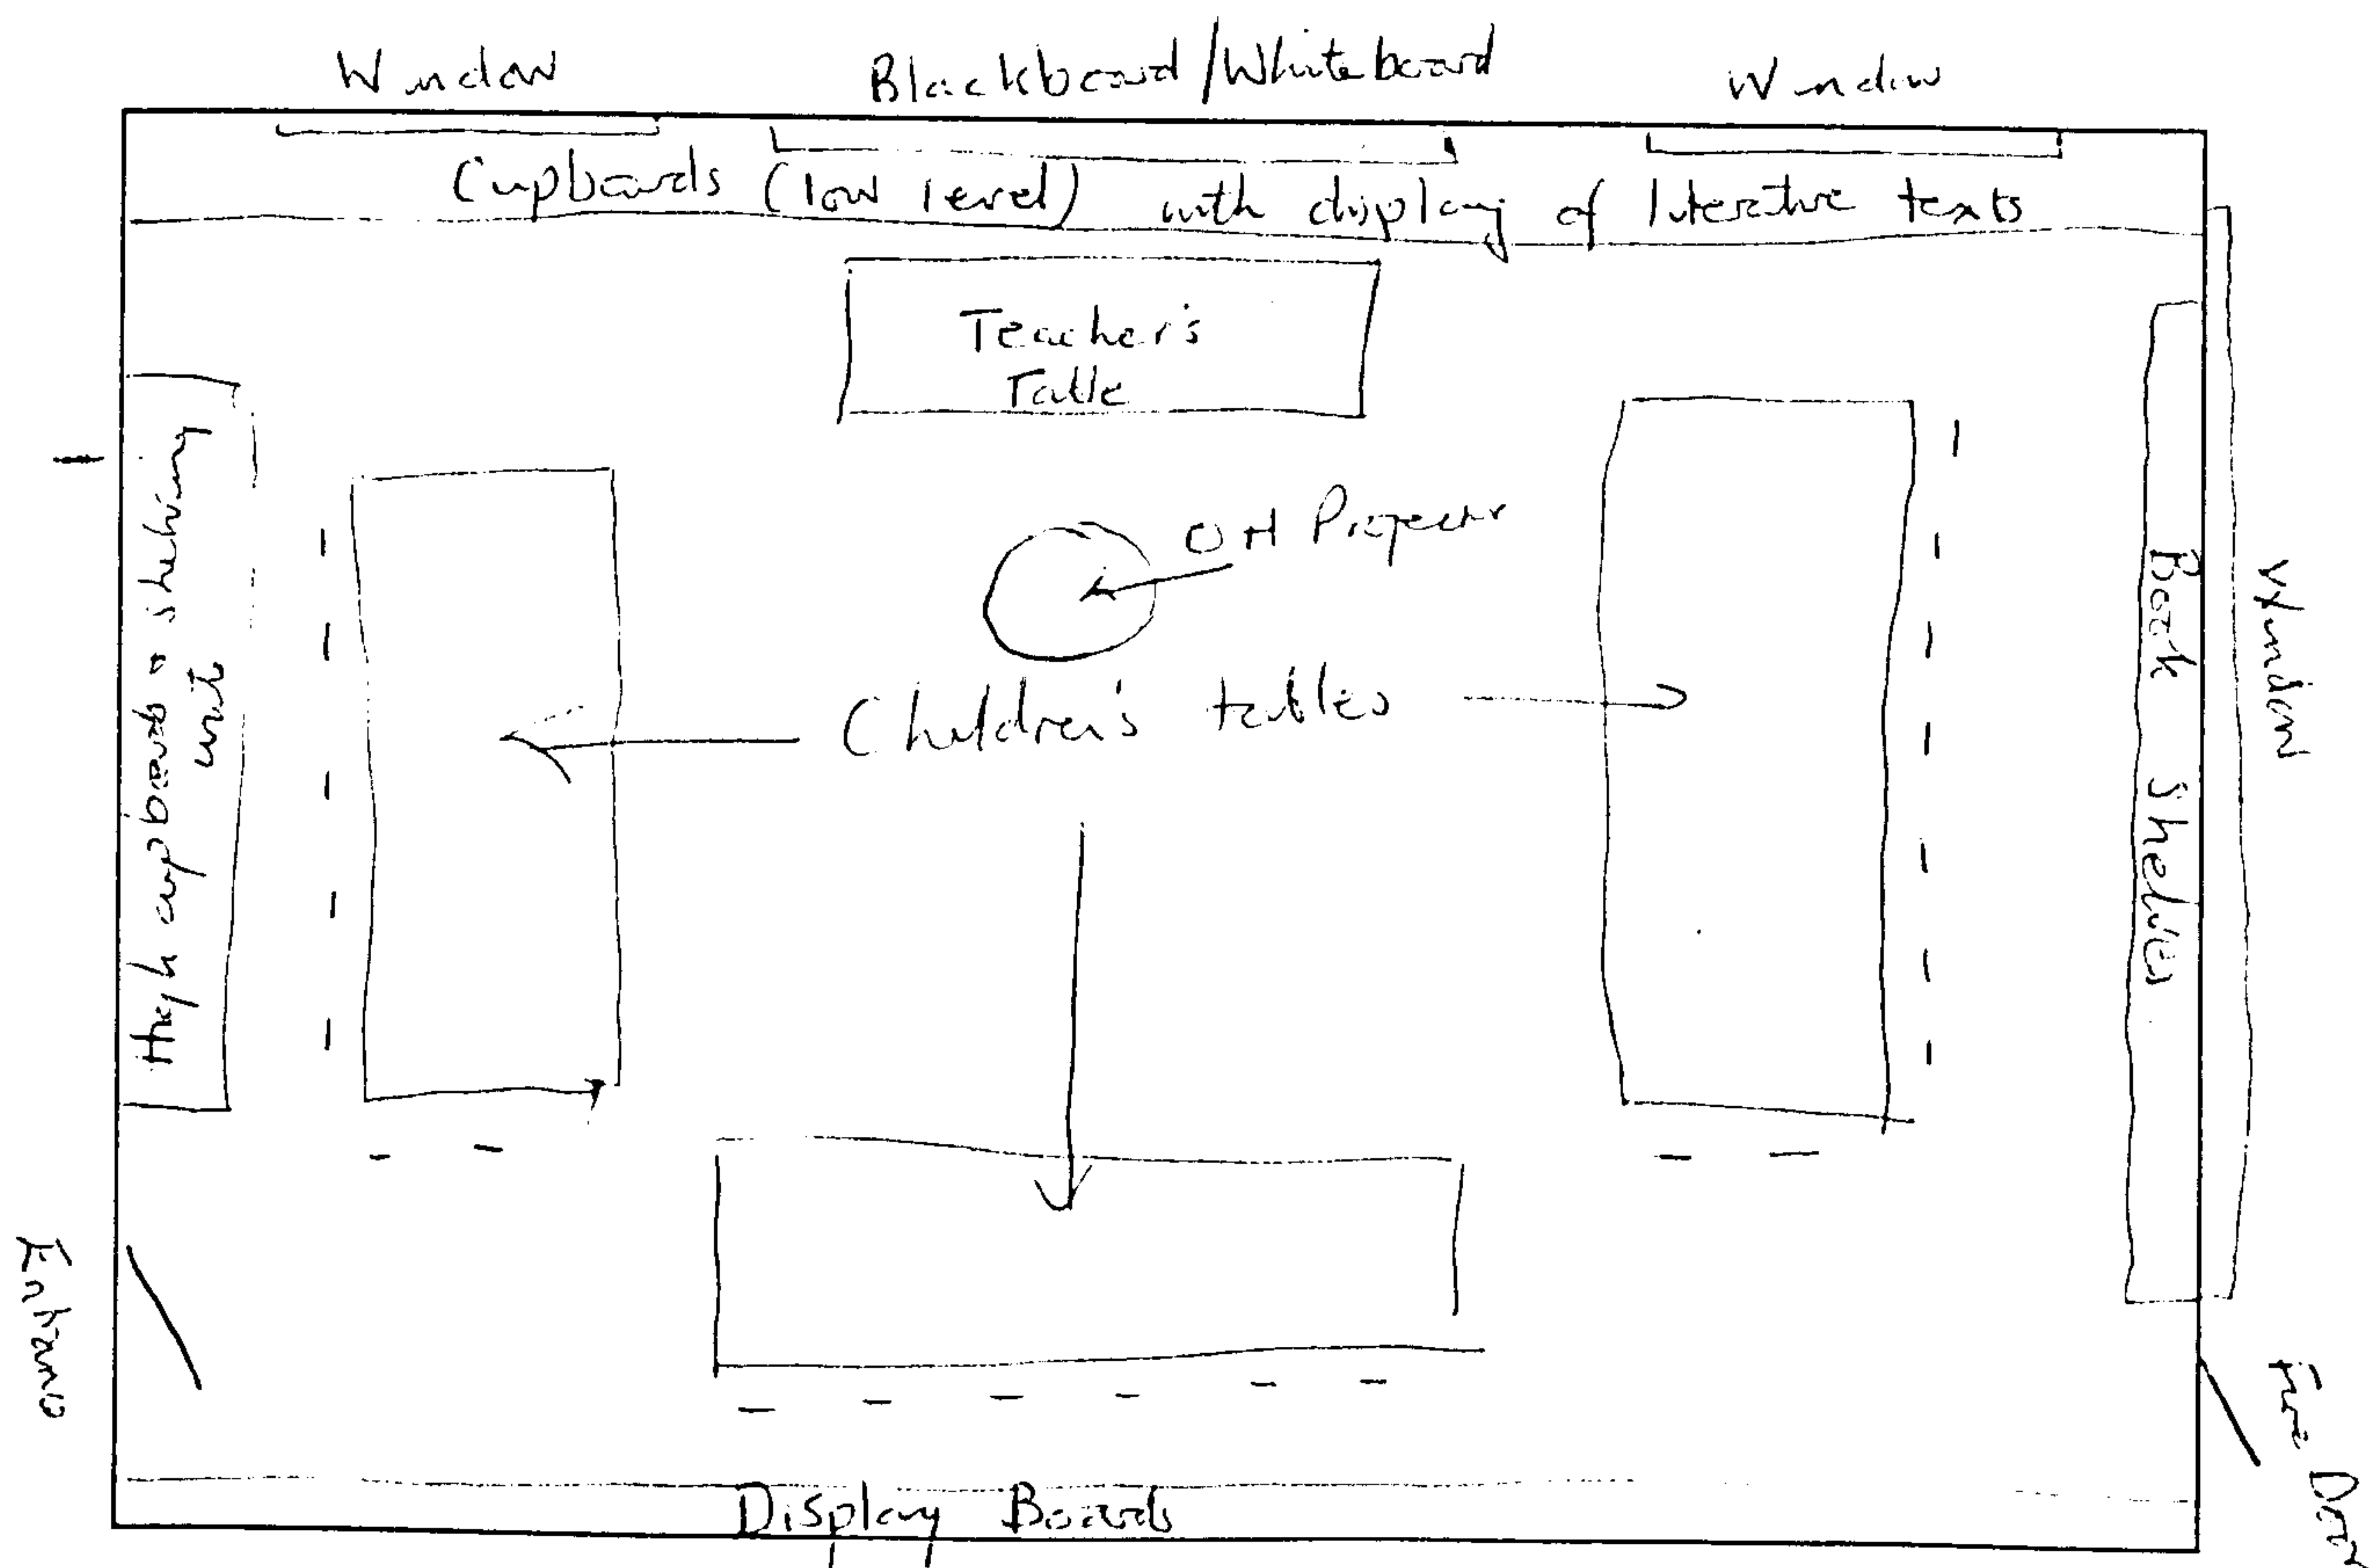 Window
Blackboard/Whiteboard
Window
Cupboards (low level) with display of literature texts
Teacher's
Table
OH Projector
Children's tables
High cupboards + shelving
unit
Book Shelves
Window
Entrance
Fire Door
Display Boards